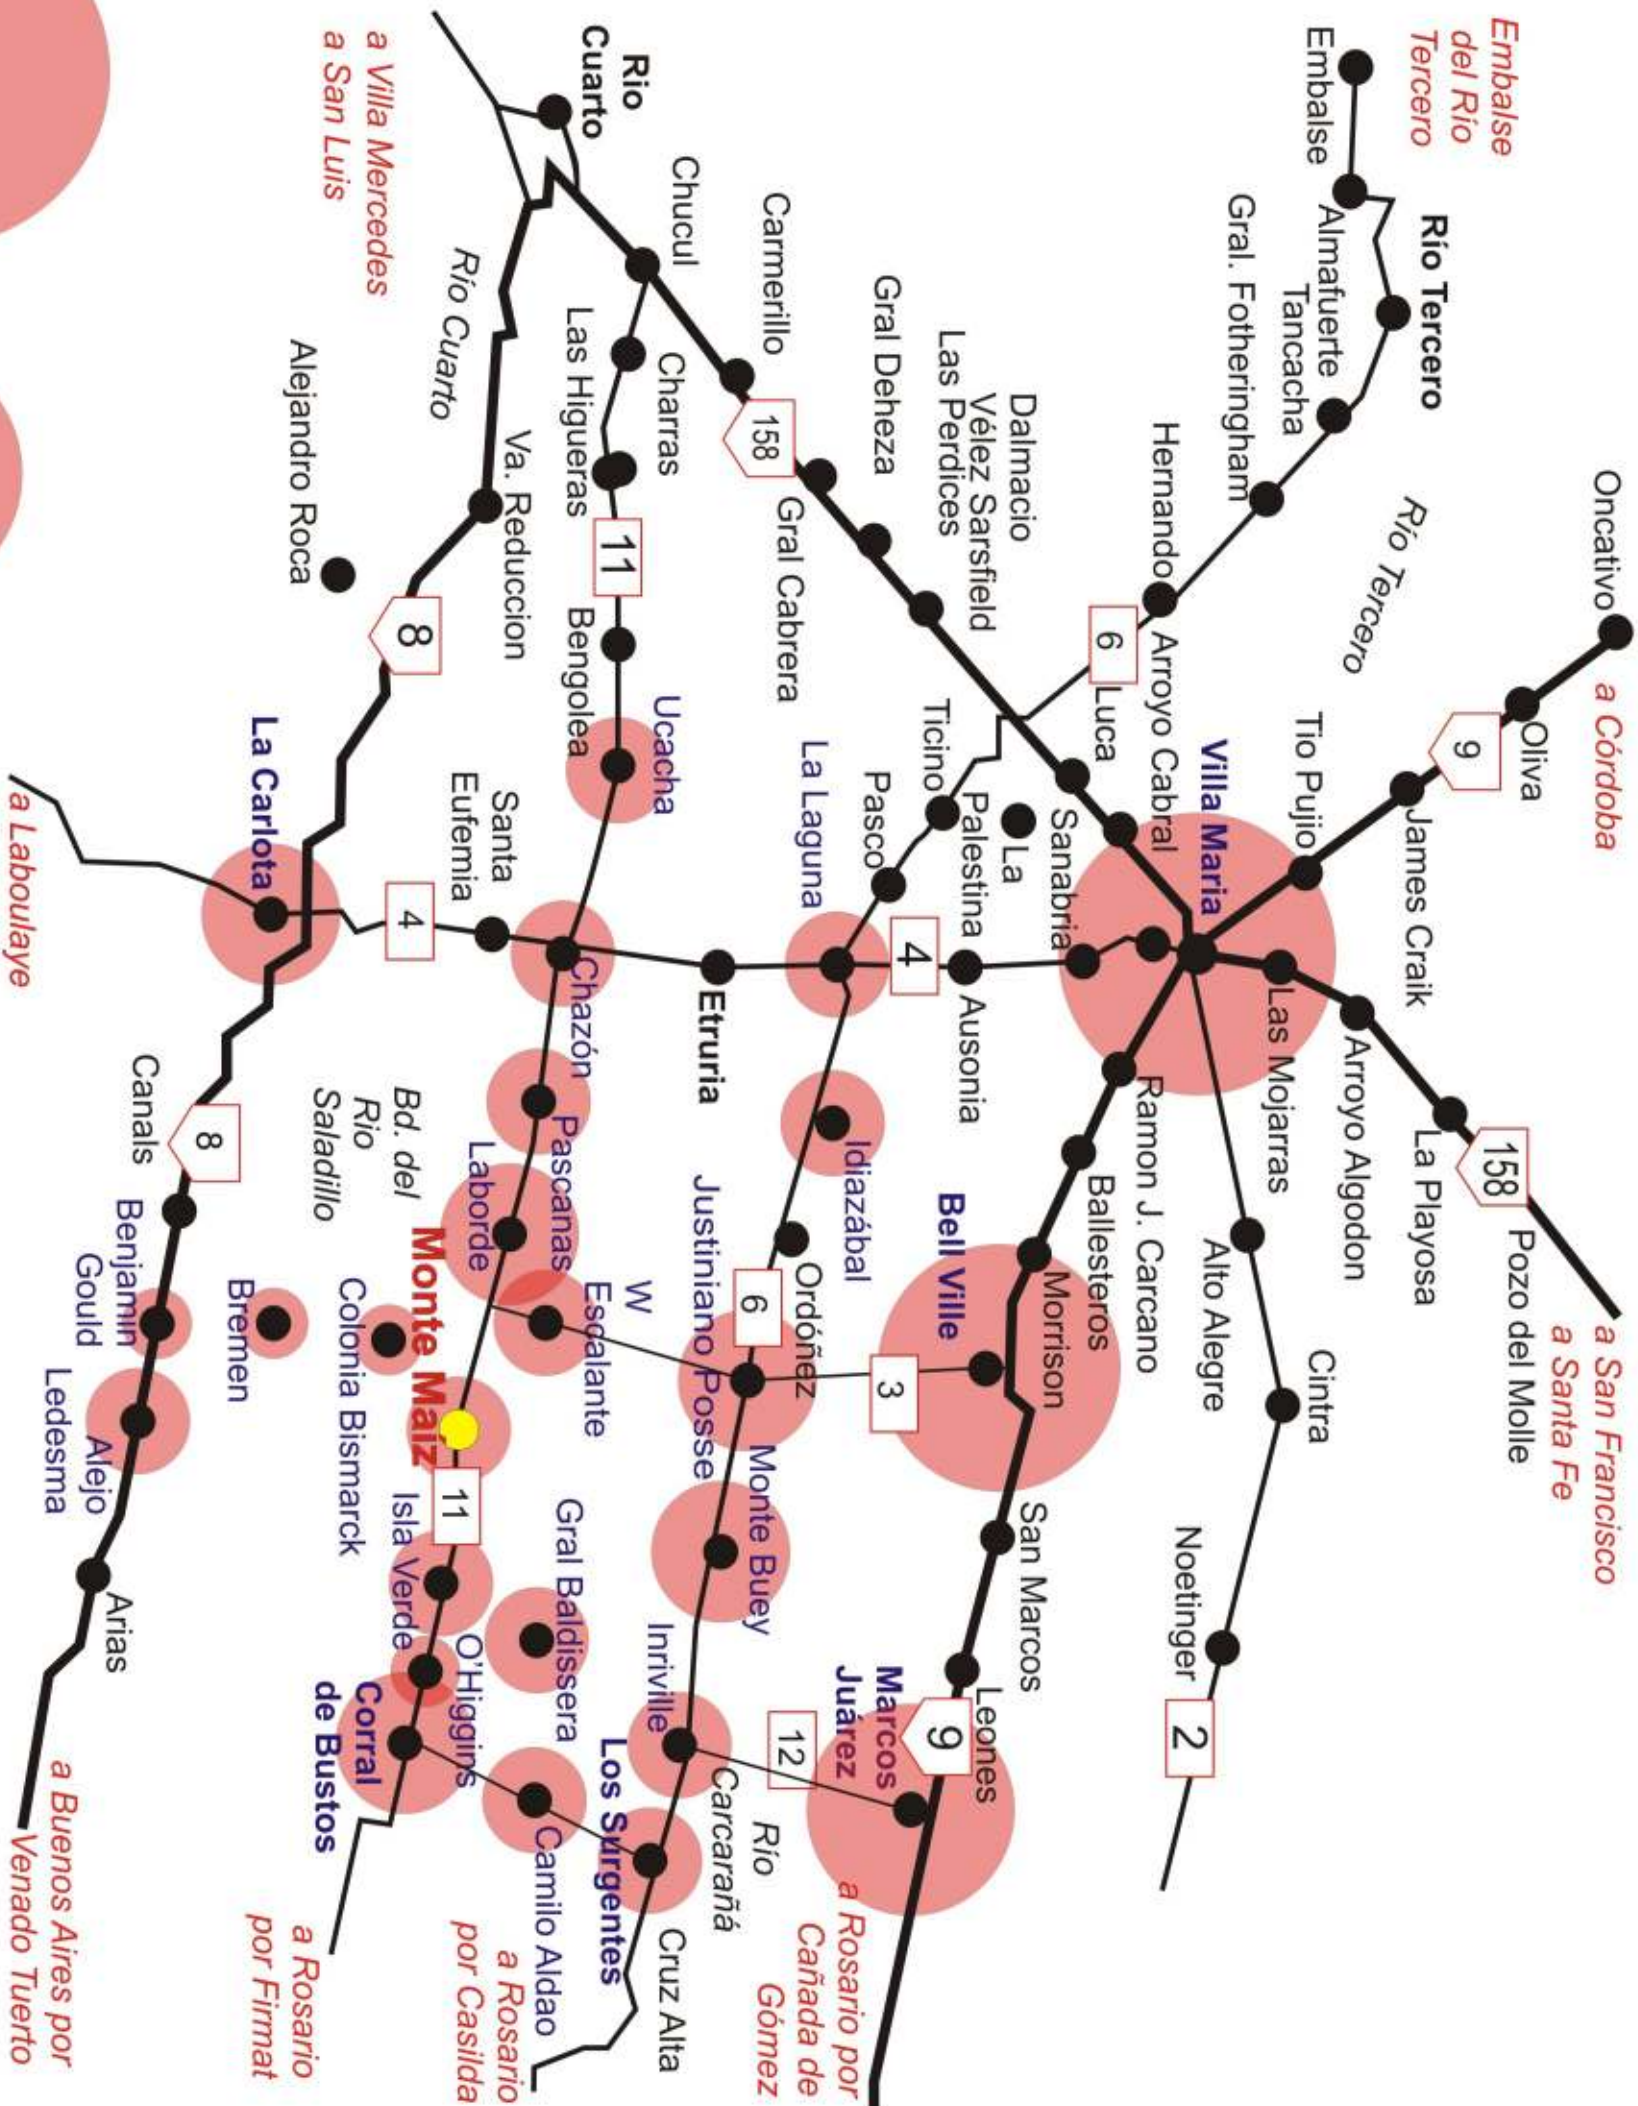 Embalse
del Río
Tercero
Embalse
Almafuerte
Río Tercero
Tancacha
Gral. Fotheringham
Hernando
6
Río Tercero
Oncativo
a Córdoba
Oliva
9
James Craik
Tio Pujio
Villa Maria
Arroyo Cabral
Luca
Dalmacio
Vélez Sarsfield
Las Perdices
Gral Deheza
Gral Cabrera
158
Carmerillo
Chucul
Rio
Cuarto
a Villa Mercedes
a San Luis
Charras
Las Higueras
11
Bengolea
Ucacha
Río Cuarto
Va. Reduccion
Alejandro Roca
8
La Carlota
a Laboulaye
4
Santa
Eufemia
Chazón
Etruria
La Laguna
Pasco
Ticino
La
Palestina
Sanabria
4
Ausonia
Las Mojarras
Arroyo Algodon
La Playosa
158
Pozo del Molle
a San Francisco
a Santa Fe
Alto Alegre
Cintra
Noetinger
2
Ramon J. Carcano
Ballesteros
Morrison
Bell Ville
San Marcos
Leones
9
Marcos
Juárez
a Rosario por
Cañada de
Gómez
Idiazábal
Ordóñez
6
3
Justiniano Posse
Monte Buey
Inriville
12
Río
Carcarañá
Los Surgentes
Cruz Alta
a Rosario
por Casilda
Pascanas
Laborde
W
Escalante
Monte Maiz
11
Isla Verde
Gral Baldissera
O'Higgins
Corral
de Bustos
Camilo Aldao
a Rosario
por Firmat
Bd. del
Rio
Saladillo
Colonia Bismarck
Bremen
8
Canals
Benjamin
Gould
Alejo
Ledesma
Arias
a Buenos Aires por
Venado Tuerto